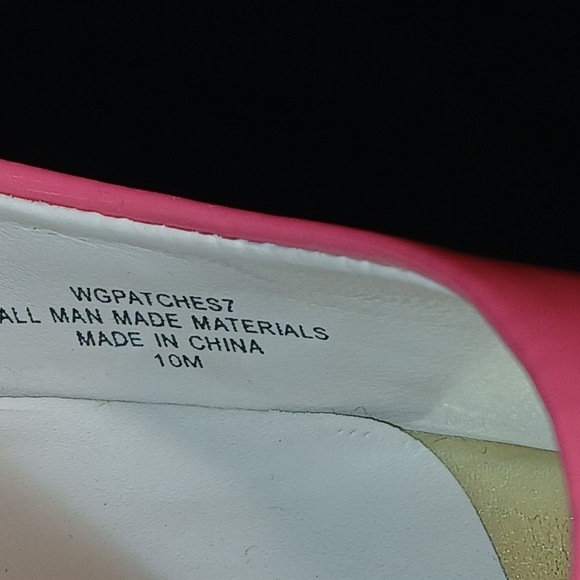 WGPATCHES7
ALL MAN MADE MATERIALS
MADE IN CHINA
10M